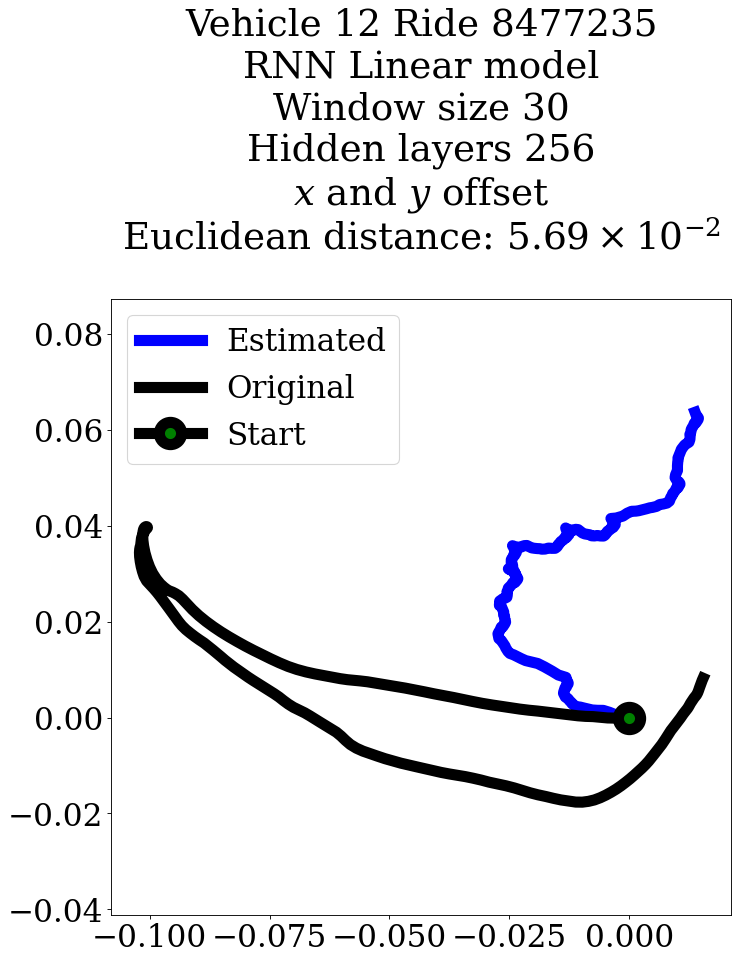 Vehicle 12 Ride 8477235
RNN Linear model
Window size 30
Hidden layers 256
x and y offset
Euclidean distance: 5.69 × 10⁻²
Estimated
Original
Start
0.08
0.06
0.04
0.02
0.00
−0.02
−0.04
−0.100 −0.075 −0.050 −0.025 0.000